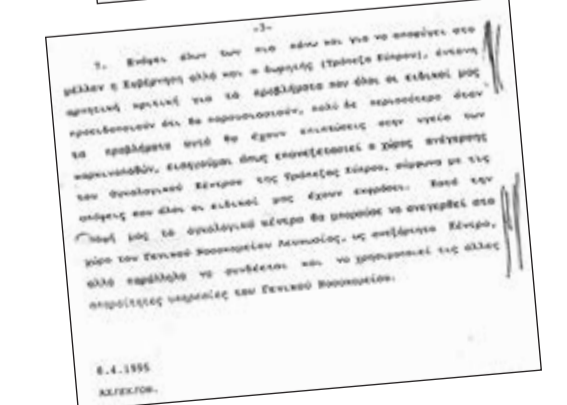 -3-
7. Ενόψει όλων των πιο πάνω και για να αποφύγει στο
μέλλον η Κυβέρνηση αλλά και ο δωρητής (Τράπεζα Κύπρου), έντονη
αρνητική κριτική για τα προβλήματα που όλοι οι ειδικοί μας
προειδοποιούν ότι θα παρουσιαστούν, πολύ δε περισσότερο όταν
τα προβλήματα αυτά θα έχουν επιπτώσεις στην υγεία των
καρκινοπαθών, εισηγούμαι όπως επανεξεταστεί ο χώρος ανέγερσης
του Ογκολογικού Κέντρου της Τράπεζας Κύπρου, σύμφωνα με τις
απόψεις που όλοι οι ειδικοί μας έχουν εκφράσει. Κατά την
άποψή μας το ογκολογικό κέντρο θα μπορούσε να ανεγερθεί στο
χώρο του Γενικού Νοσοκομείου Λευκωσίας, ως ανεξάρτητο Κέντρο,
αλλά παράλληλα να συνδέεται και να χρησιμοποιεί τις άλλες
απαραίτητες υπηρεσίες του Γενικού Νοσοκομείου.
6.4.1995